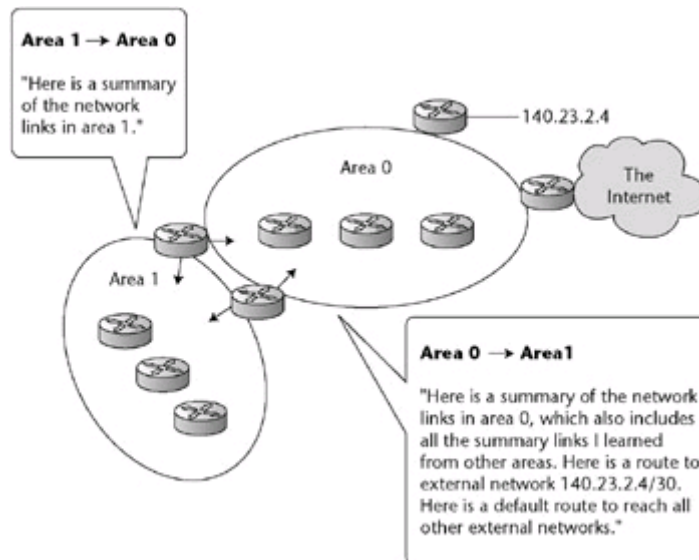 Area 1 → Area 0
"Here is a summary
of the network
links in area 1."
140.23.2.4
Area 0
The
Internet
Area 1
Area 0 → Area1
"Here is a summary of the network
links in area 0, which also includes
all the summary links I learned
from other areas. Here is a route to
external network 140.23.2.4/30.
Here is a default route to reach all
other external networks."